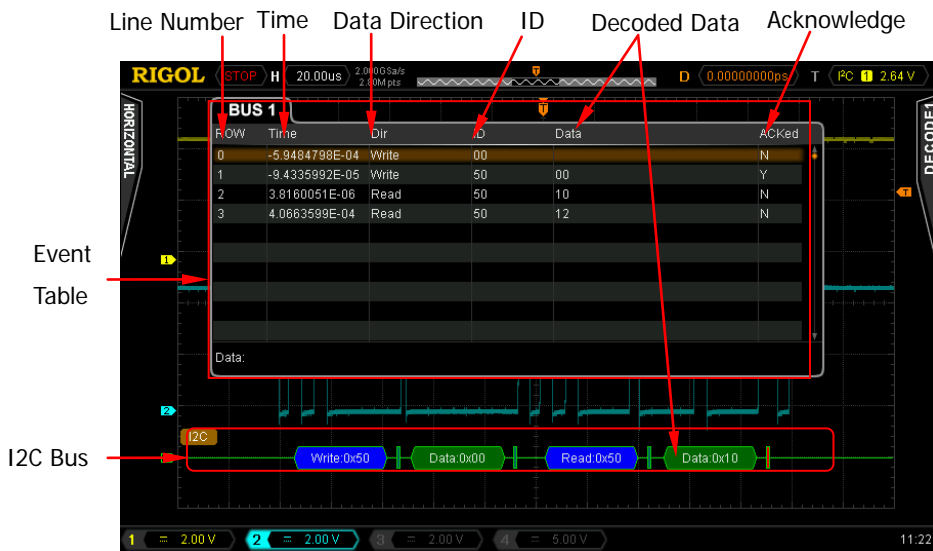 Line Number Time Data Direction ID Decoded Data Acknowledge
RIGOL STOP H 20.00us 2.000GSa/s 2.80M pts D 0.00000000ps T I²C 1 2.64 V
HORIZONTAL
BUS 1
DECODE1
ROW Time Dir ID Data ACKed
0 -5.9484798E-04 Write 00 N
1 -9.4335992E-05 Write 50 00 Y
2 3.8160051E-06 Read 50 10 N
3 4.0663599E-04 Read 50 12 N
T
Event
Table
1
Data:
2
I2C
I2C Bus
Write:0x50 Data:0x00 Read:0x50 Data:0x10
1 = 2.00 V 2 = 2.00 V 3 = 2.00 V 4 = 5.00 V 11:22